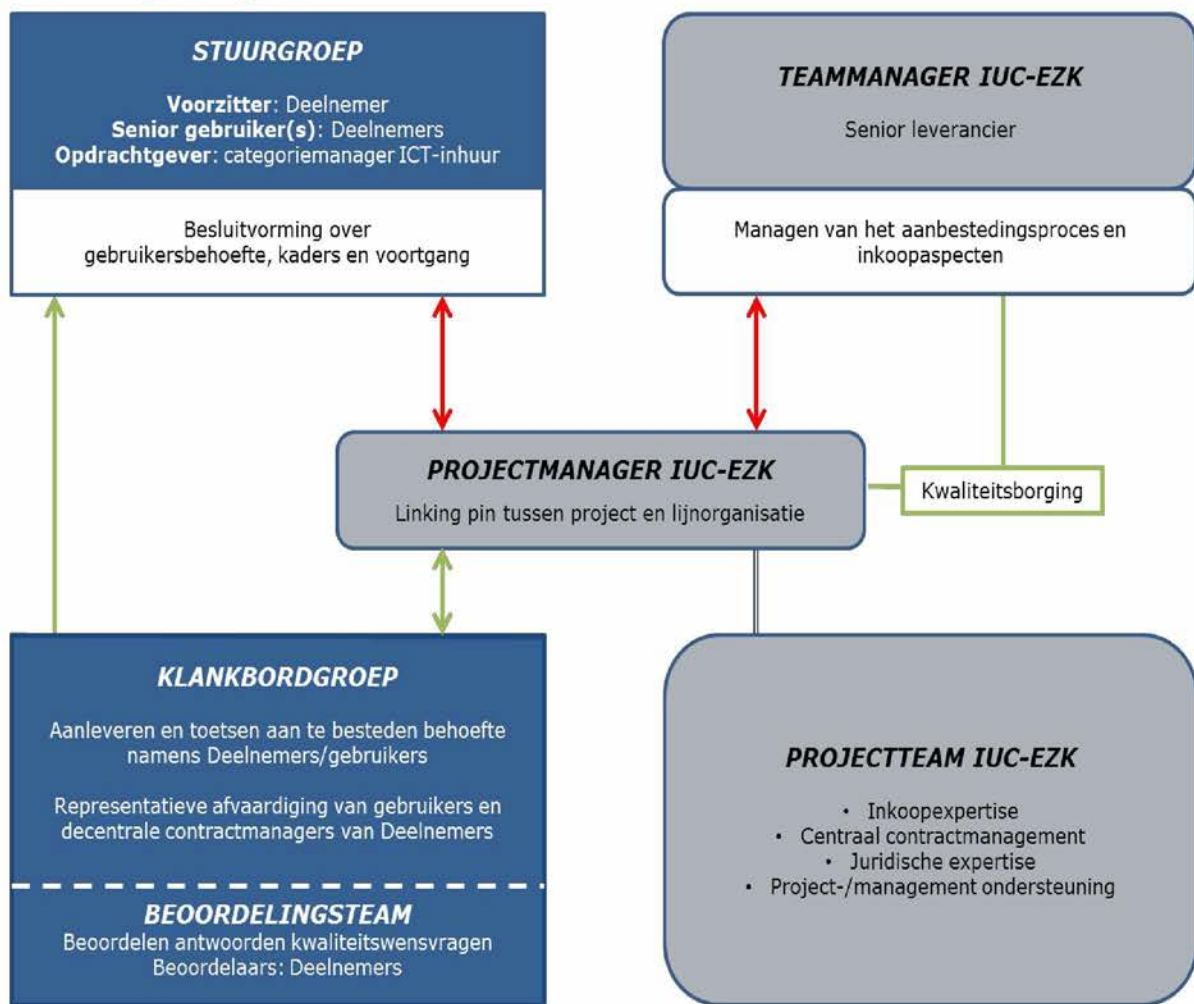 STUURGROEP
Voorzitter: Deelnemer
Senior gebruiker(s): Deelnemers
Opdrachtgever: categoriemanager ICT-inhuur
Besluitvorming over
gebruikersbehoefte, kaders en voortgang
TEAMMANAGER IUC-EZK
Senior leverancier
Managen van het aanbestedingsproces en
inkoopaspecten
PROJECTMANAGER IUC-EZK
Linking pin tussen project en lijnorganisatie
Kwaliteitsborging
KLANKBORDGROEP
Aanleveren en toetsen aan te besteden behoefte
namens Deelnemers/gebruikers
Representatieve afvaardiging van gebruikers en
decentrale contractmanagers van Deelnemers
BEOORDELINGSTEAM
Beoordelen antwoorden kwaliteitswensvragen
Beoordelaars: Deelnemers
PROJECTTEAM IUC-EZK
• Inkoopexpertise
• Centraal contractmanagement
• Juridische expertise
• Project-/management ondersteuning